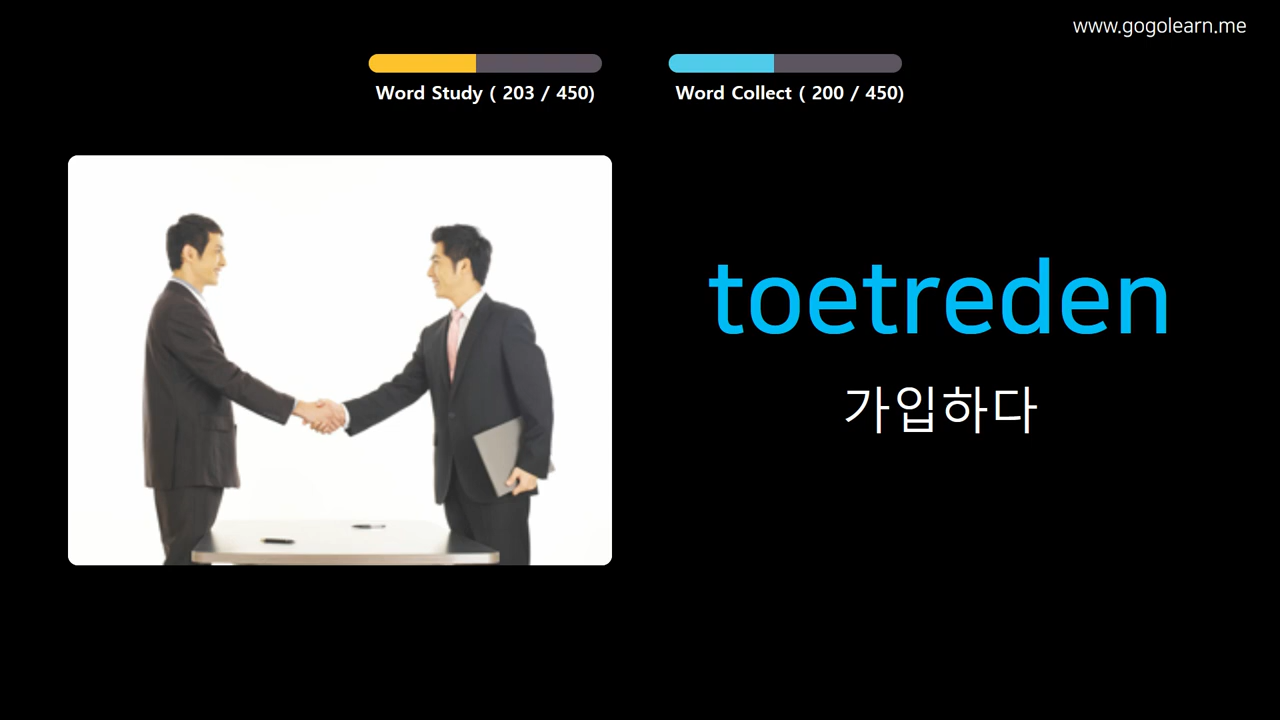 www.gogolearn.me
Word Study ( 203 / 450)
Word Collect ( 200 / 450)
toetreden
가입하다